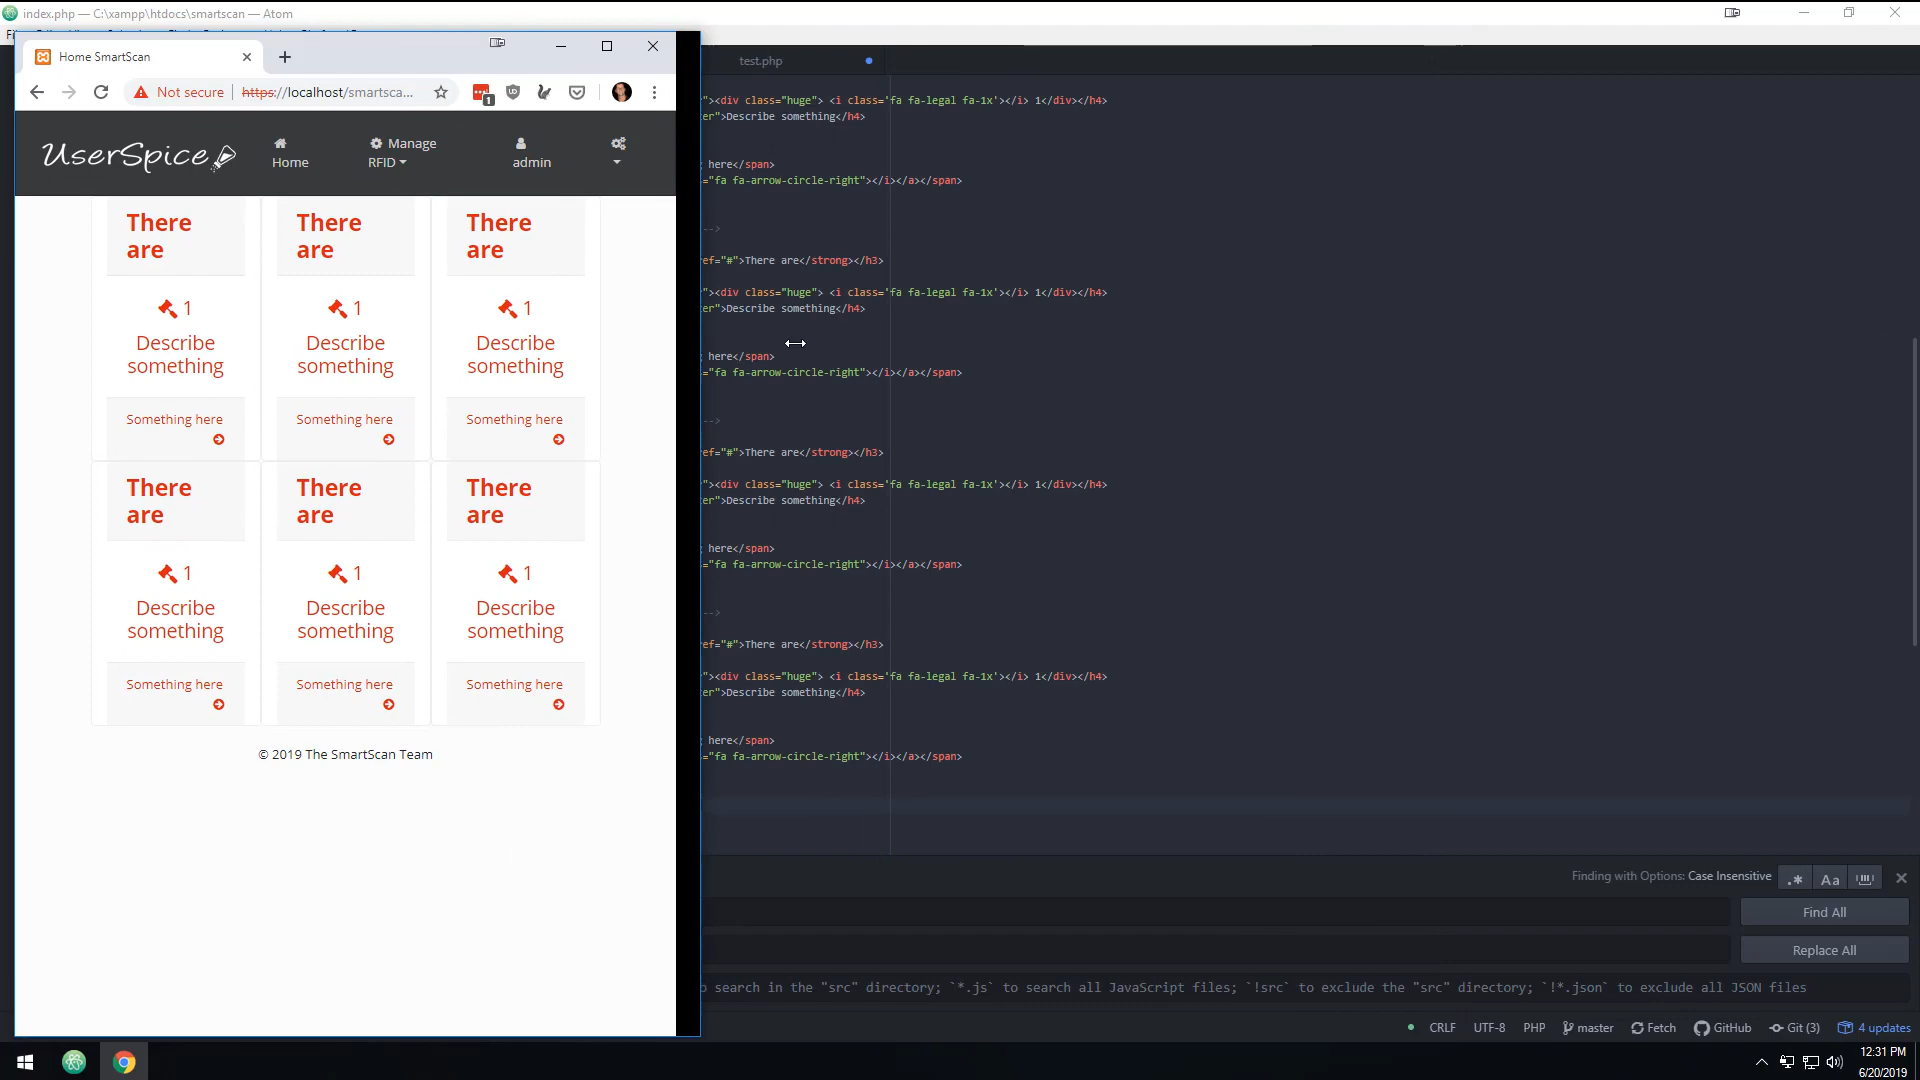 index.php — C:\xampp\htdocs\smartscan — Atom
Home SmartScan
Not secure | https://localhost/smartsca...
1
UserSpice
Home
Manage
RFID
admin
There are
There are
There are
1
1
1
Describe something
Describe something
Describe something
Something here
Something here
Something here
There are
There are
There are
1
1
1
Describe something
Describe something
Describe something
Something here
Something here
Something here
© 2019 The SmartScan Team
test.php
"><div class="huge"> <i class='fa fa-legal fa-1x'></i> 1</div></h4>
er">Describe something</h4>
here</span>
="fa fa-arrow-circle-right"></i></a></span>
-->
ef="#">There are</strong></h3>
"><div class="huge"> <i class='fa fa-legal fa-1x'></i> 1</div></h4>
er">Describe something</h4>
here</span>
="fa fa-arrow-circle-right"></i></a></span>
-->
ef="#">There are</strong></h3>
"><div class="huge"> <i class='fa fa-legal fa-1x'></i> 1</div></h4>
er">Describe something</h4>
here</span>
="fa fa-arrow-circle-right"></i></a></span>
-->
ef="#">There are</strong></h3>
"><div class="huge"> <i class='fa fa-legal fa-1x'></i> 1</div></h4>
er">Describe something</h4>
here</span>
="fa fa-arrow-circle-right"></i></a></span>
Finding with Options: Case Insensitive
.* Aa
Find All
Replace All
o search in the "src" directory; `*.js` to search all JavaScript files; `!src` to exclude the "src" directory; `!*.json` to exclude all JSON files
CRLF UTF-8 PHP master Fetch GitHub Git (3) 4 updates
12:31 PM
6/20/2019